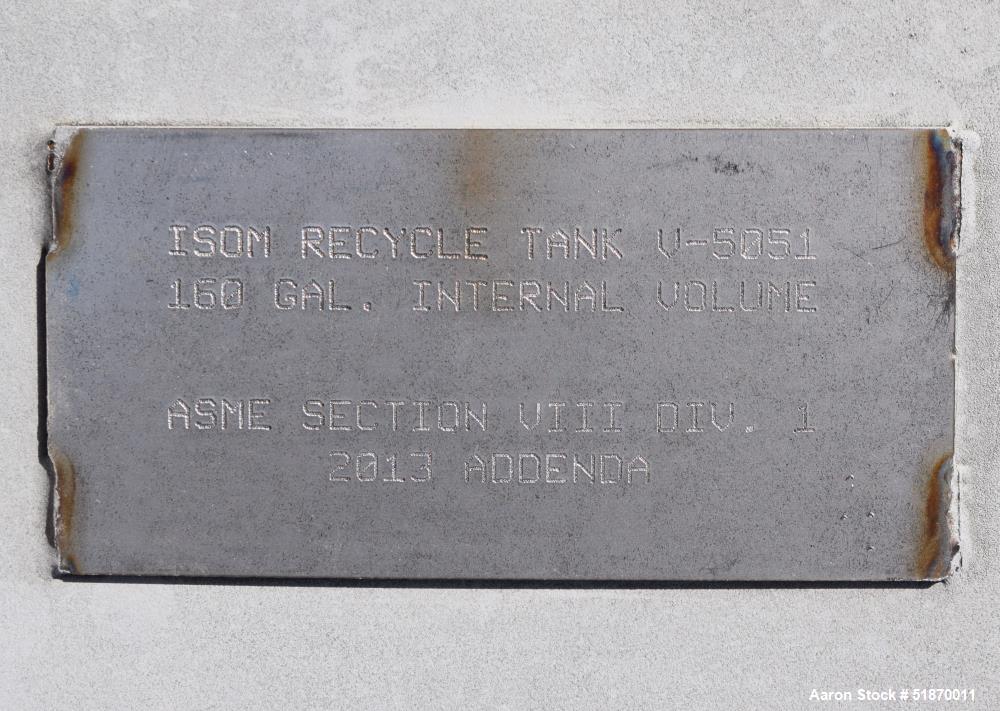 ISOM RECYCLE TANK V-5051
160 GAL. INTERNAL VOLUME
ASME SECTION VIII DIV. 1
2013 ADDENDA
Aaron Stock # 51870011